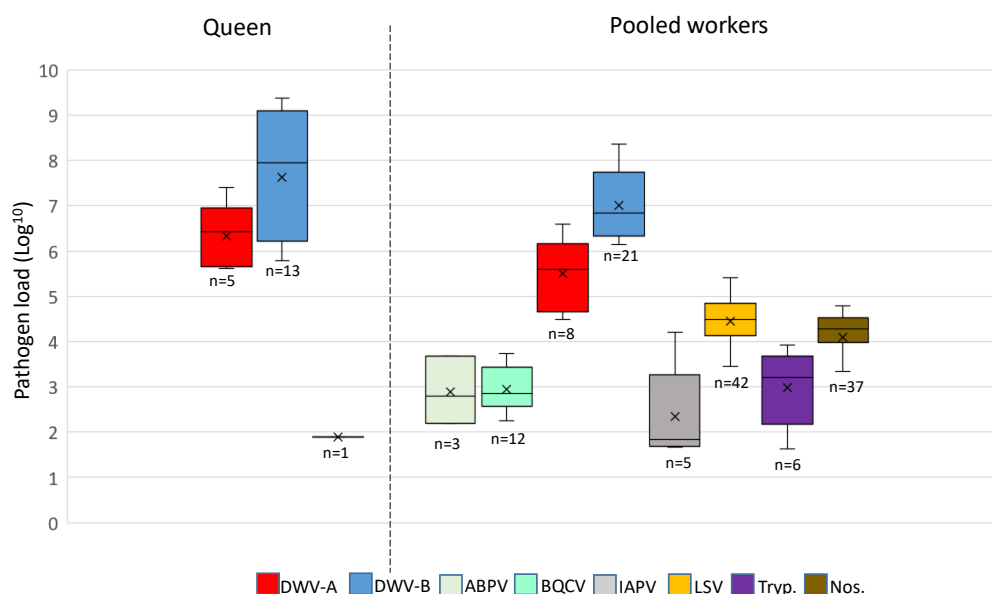 Queen Pooled workers
10
9
8
7
6
5
4
3
2
1
0
Pathogen load (Log10)
n=5
n=13
n=1
n=3
n=12
n=8
n=21
n=5
n=42
n=6
n=37
DWV-A DWV-B ABPV BQCV IAPV LSV Tryp. Nos.